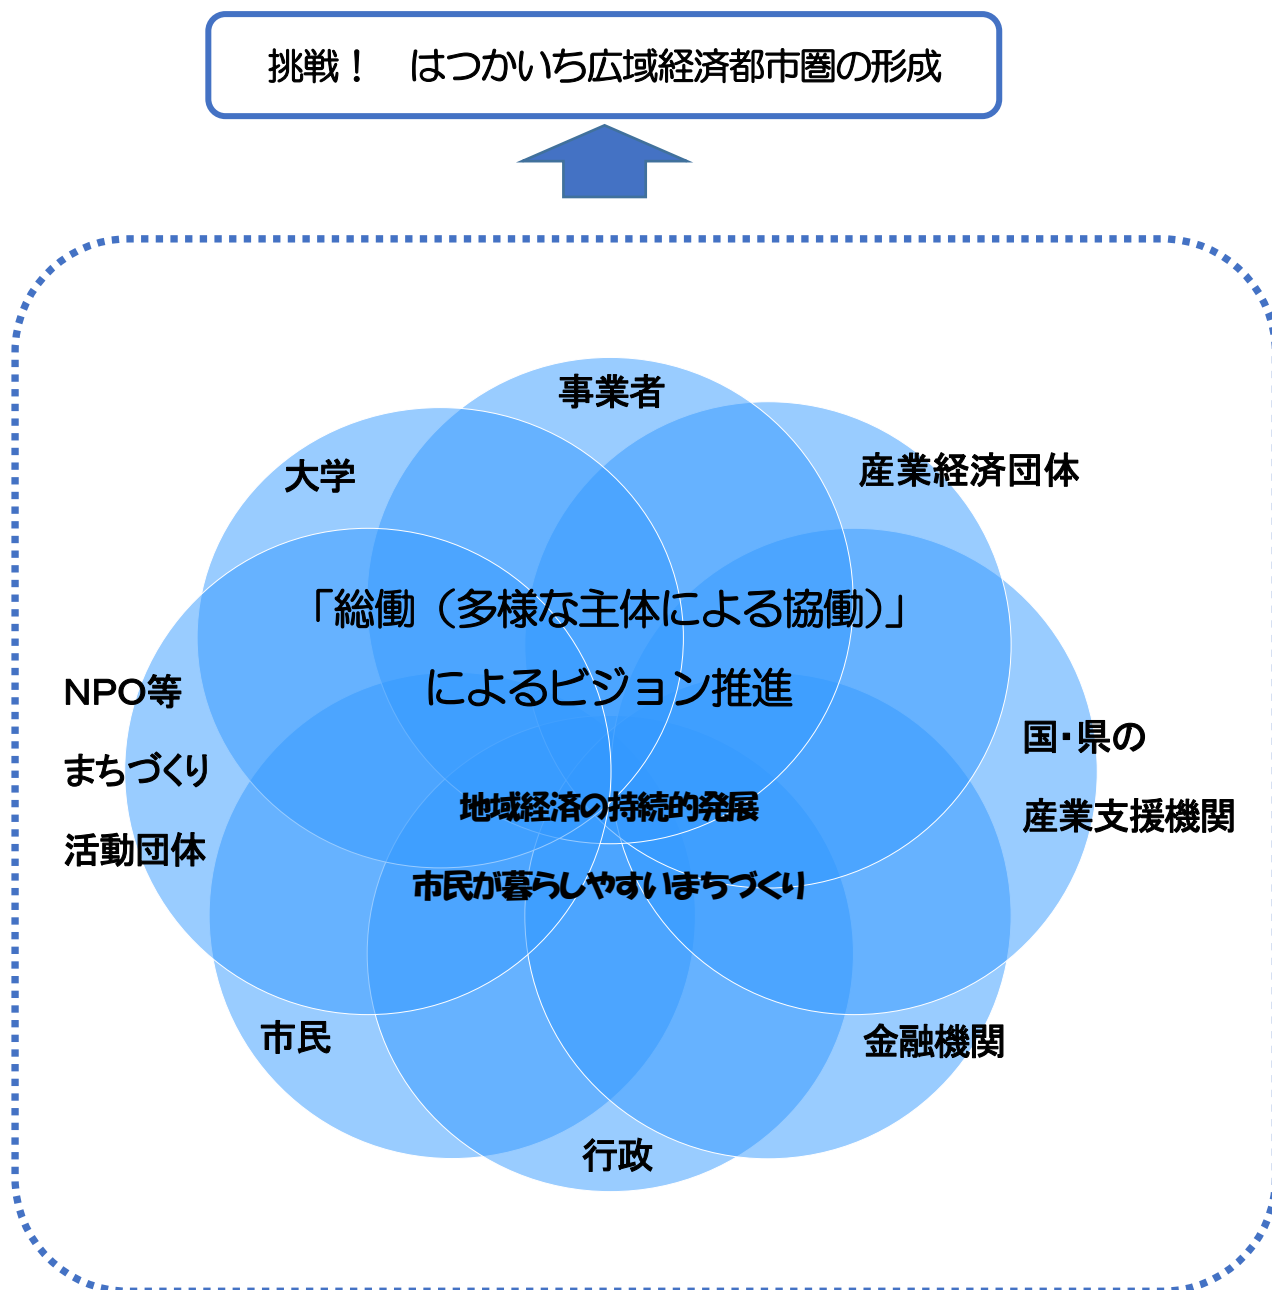 挑戦！　はつかいち広域経済都市圏の形成
事業者
産業経済団体
大学
「総働（多様な主体による協働）」
によるビジョン推進
NPO等
まちづくり
活動団体
国・県の
産業支援機関
地域経済の持続的発展
市民が暮らしやすいまちづくり
市民
金融機関
行政